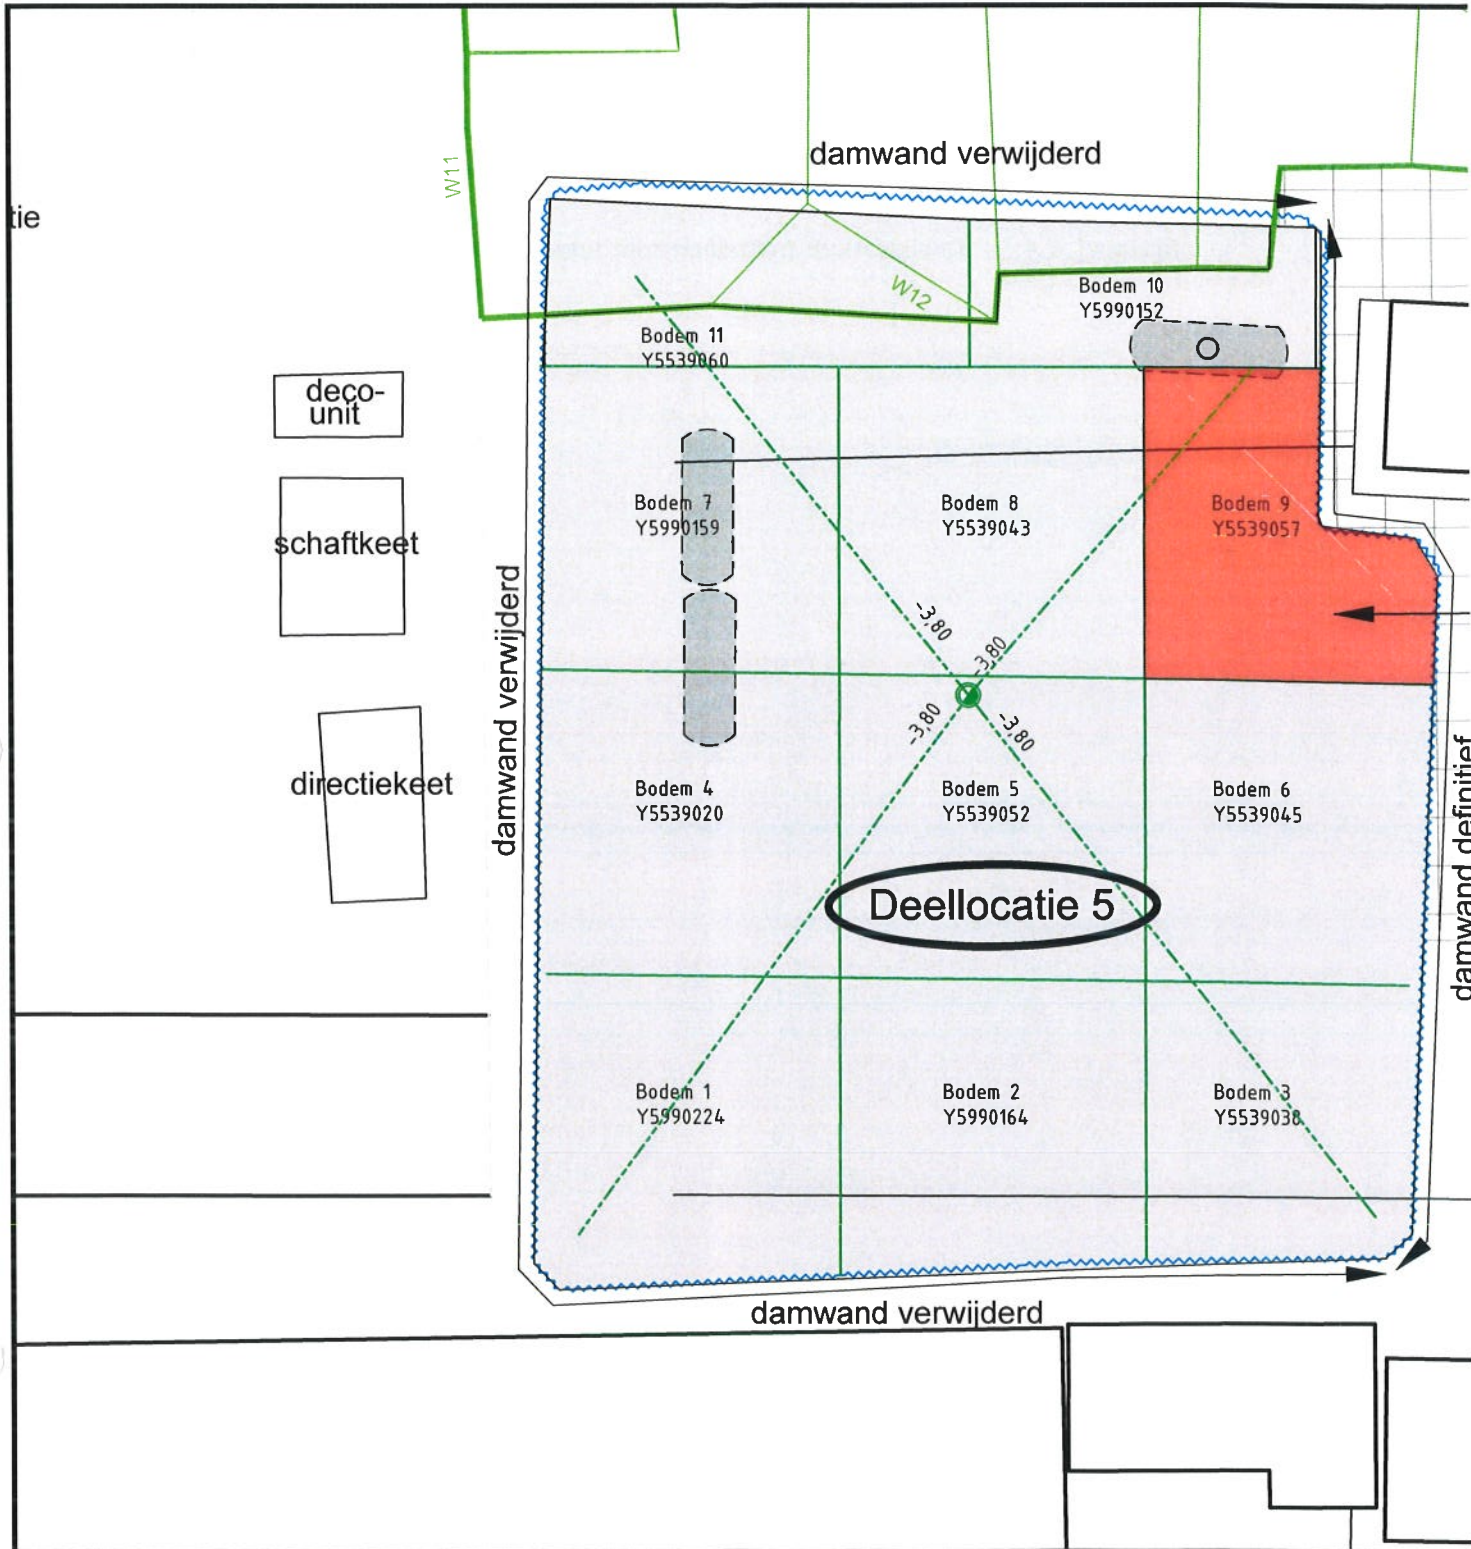 damwand verwijderd
W11
tie
W12
Bodem 10
Y5990152
Bodem 11
Y5539060
deco-
unit
Bodem 7
Y5990159
Bodem 8
Y5539043
Bodem 9
Y5539057
schaftkeet
damwand verwijderd
-3,80
-3,80
-3,80
-3,80
directiekeet
Bodem 4
Y5539020
Bodem 5
Y5539052
Bodem 6
Y5539045
damwand definitief
Deellocatie 5
Bodem 1
Y5990224
Bodem 2
Y5990164
Bodem 3
Y5539038
damwand verwijderd